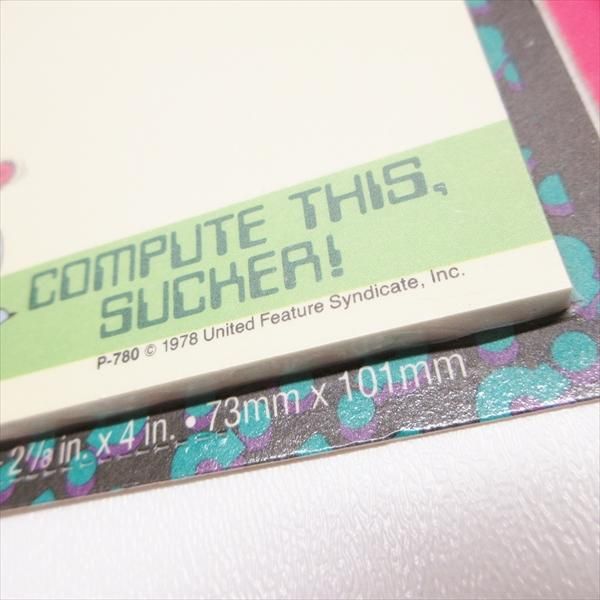 COMPUTE THIS,
SUCKER!
P-780 © 1978 United Feature Syndicate, Inc.
2⅞ in. x 4 in. • 73mm x 101mm